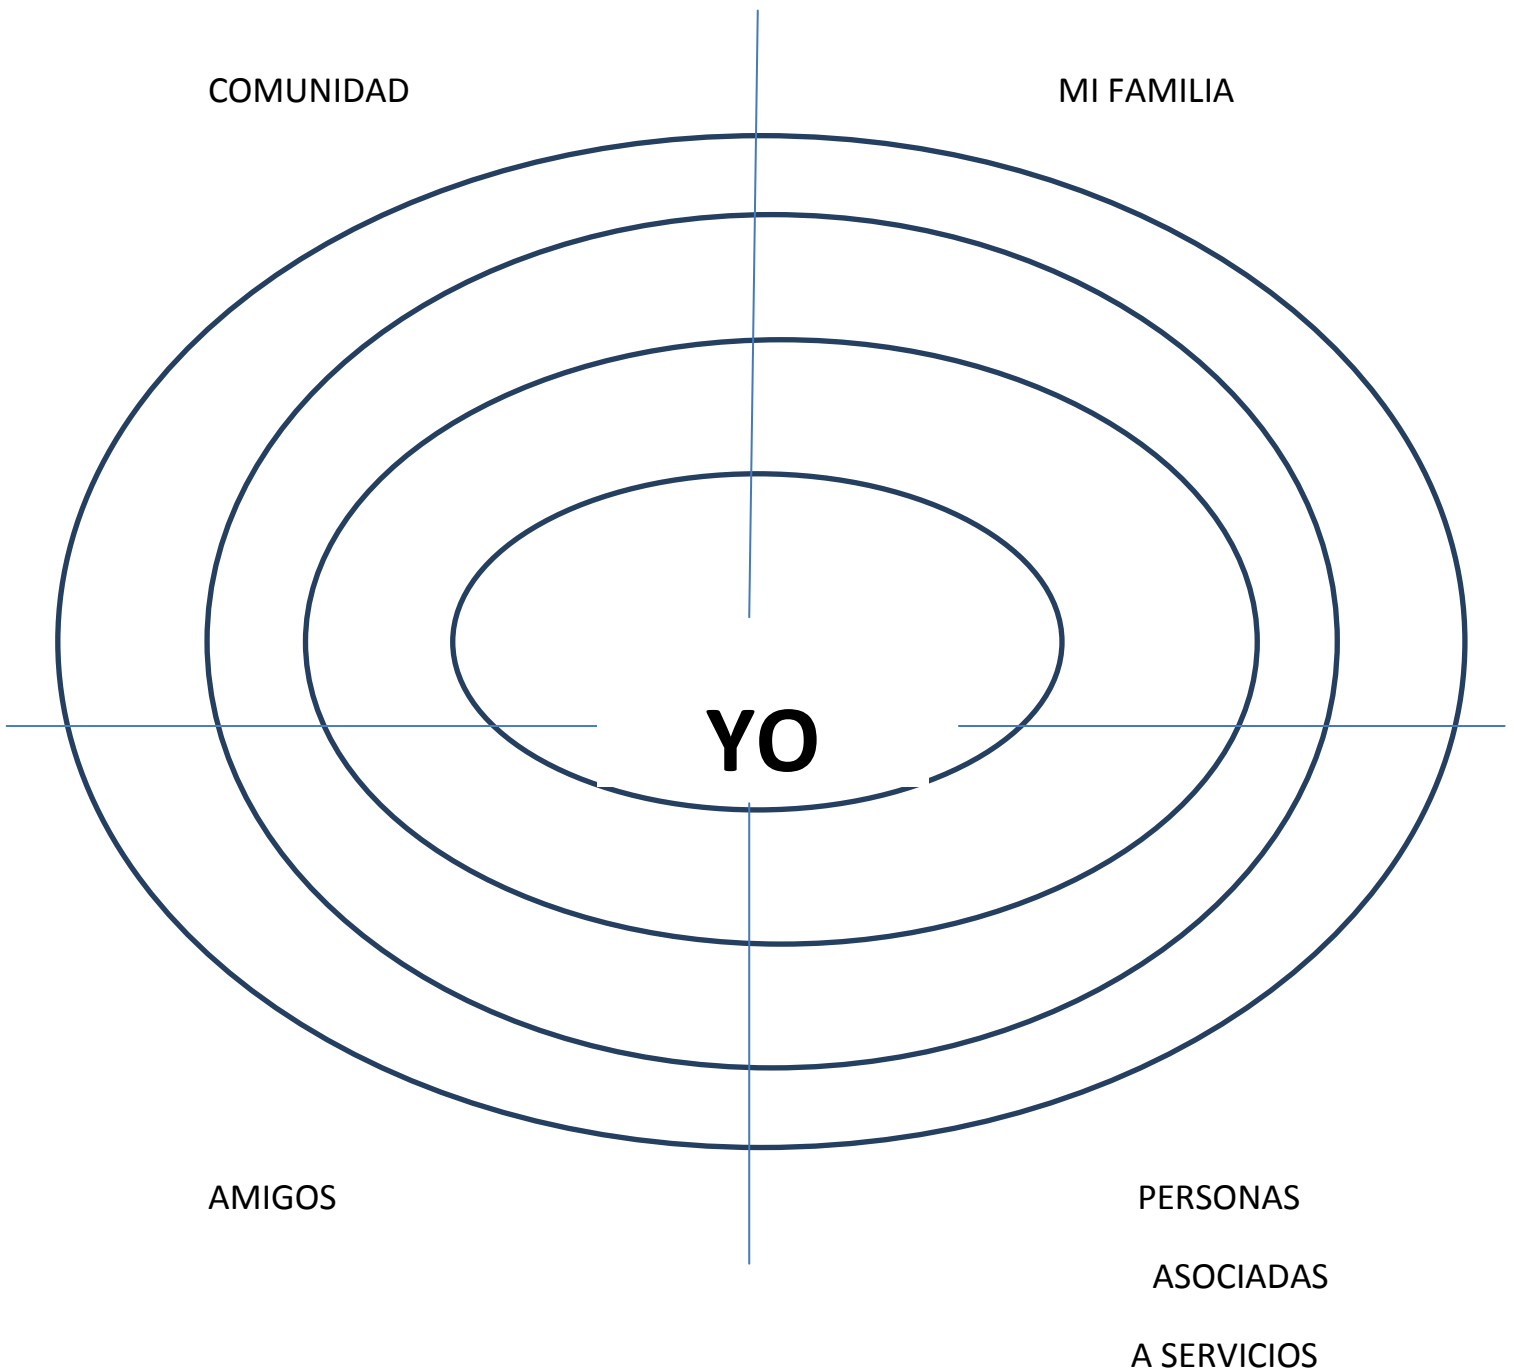 COMUNIDAD
MI FAMILIA
YO
AMIGOS
PERSONAS
ASOCIADAS
A SERVICIOS